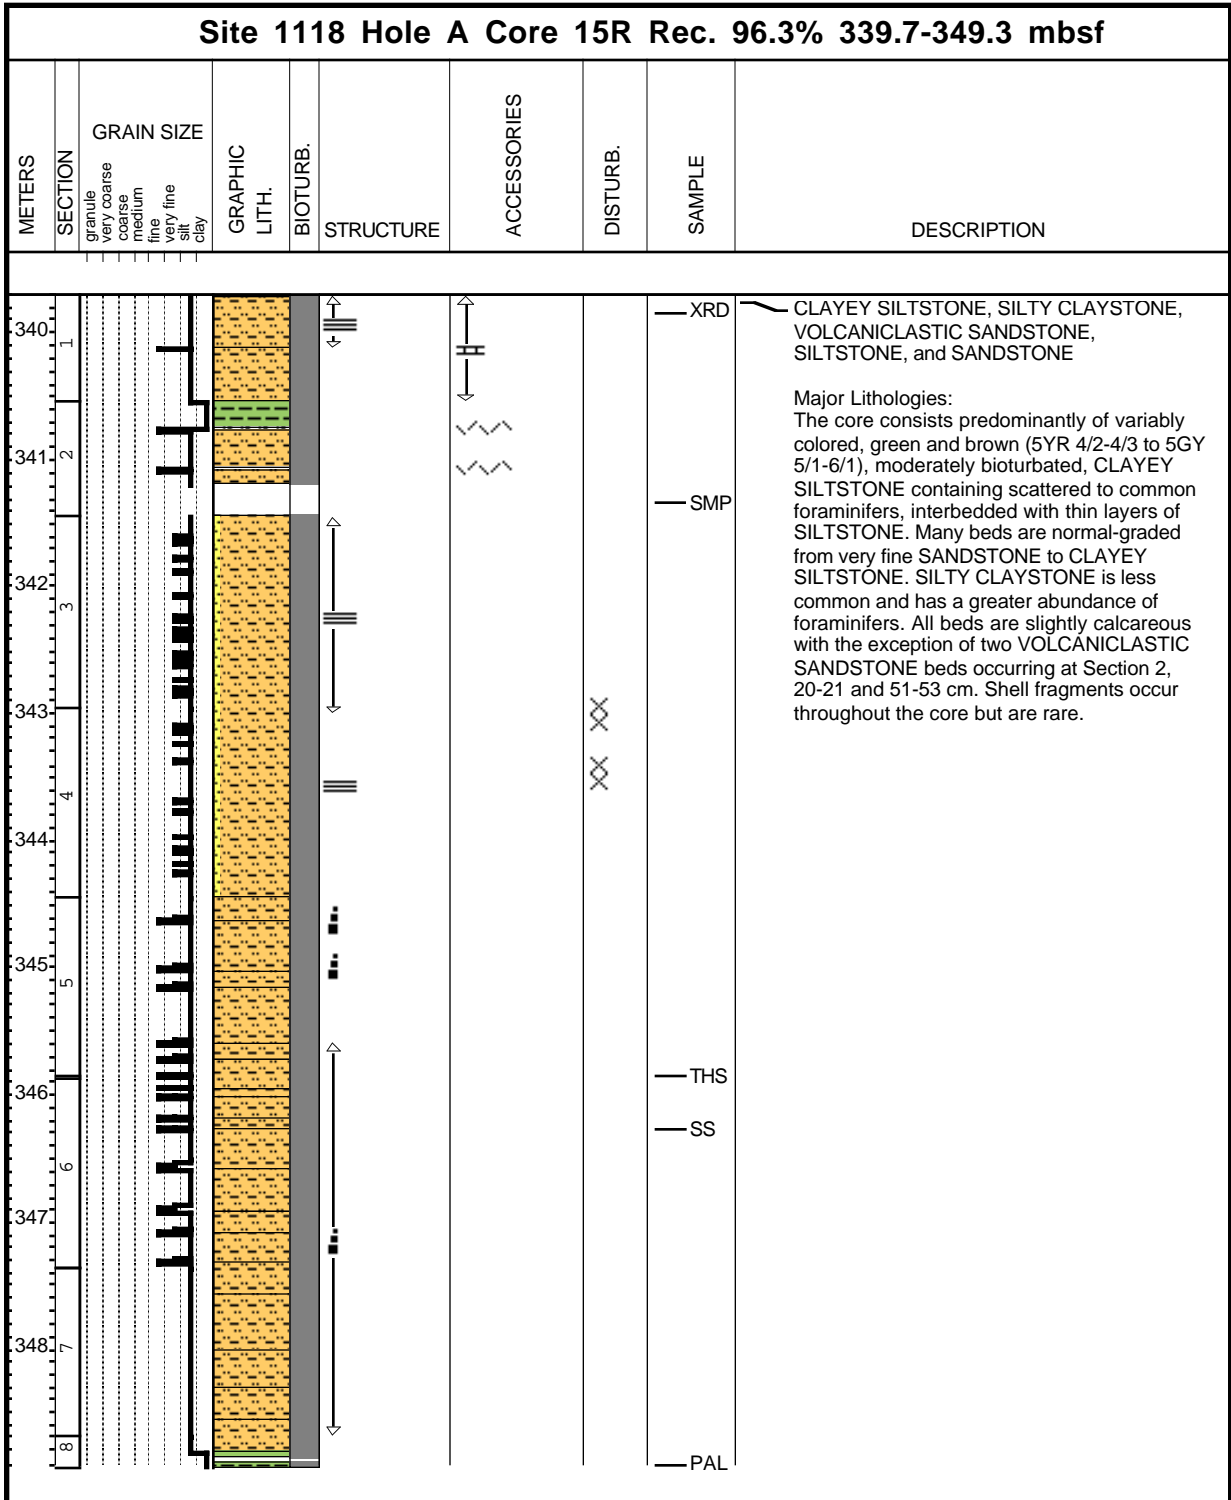 Site 1118 Hole A Core 15R Rec. 96.3% 339.7-349.3 mbsf
METERS
SECTION
GRAIN SIZE
granule
very coarse
coarse
medium
fine
very fine
silt
clay
GRAPHIC
LITH.
BIOTURB.
STRUCTURE
ACCESSORIES
DISTURB.
SAMPLE
DESCRIPTION
340
341
342
343
344
345
346
347
348
1
2
3
4
5
6
7
8
XRD
SMP
THS
SS
PAL
CLAYEY SILTSTONE, SILTY CLAYSTONE,
VOLCANICLASTIC SANDSTONE,
SILTSTONE, and SANDSTONE
Major Lithologies:
The core consists predominantly of variably
colored, green and brown (5YR 4/2-4/3 to 5GY
5/1-6/1), moderately bioturbated, CLAYEY
SILTSTONE containing scattered to common
foraminifers, interbedded with thin layers of
SILTSTONE. Many beds are normal-graded
from very fine SANDSTONE to CLAYEY
SILTSTONE. SILTY CLAYSTONE is less
common and has a greater abundance of
foraminifers. All beds are slightly calcareous
with the exception of two VOLCANICLASTIC
SANDSTONE beds occurring at Section 2,
20-21 and 51-53 cm. Shell fragments occur
throughout the core but are rare.